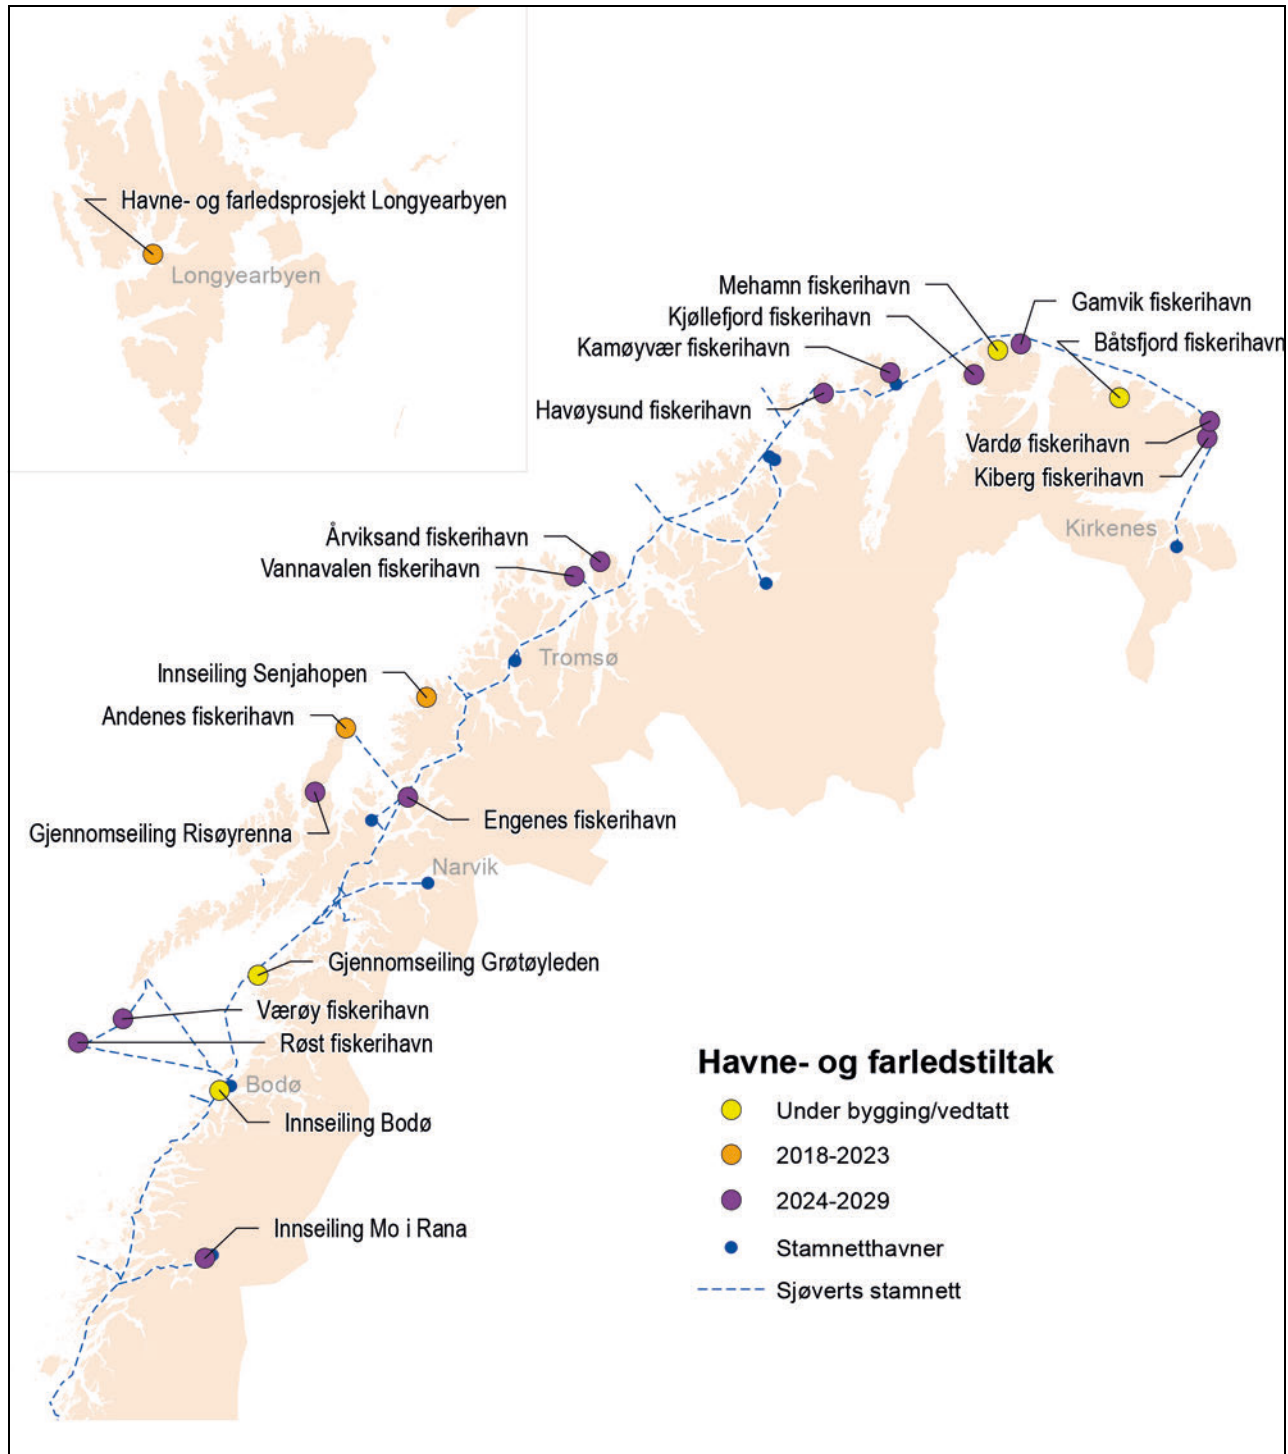 Havne- og farledsprosjekt Longyearbyen
Longyearbyen
Mehamn fiskerihavn
Gamvik fiskerihavn
Kjøllefjord fiskerihavn
Båtsfjord fiskerihavn
Kamøyvær fiskerihavn
Havøysund fiskerihavn
Vardø fiskerihavn
Kiberg fiskerihavn
Kirkenes
Årviksand fiskerihavn
Vannavalen fiskerihavn
Tromsø
Innseiling Senjahopen
Andenes fiskerihavn
Gjennomseiling Risøyrenna
Engenes fiskerihavn
Narvik
Gjennomseiling Grøtøyleden
Værøy fiskerihavn
Røst fiskerihavn
Bodø
Innseiling Bodø
Innseiling Mo i Rana
Havne- og farledstiltak
Under bygging/vedtatt
2018-2023
2024-2029
Stamnetthavner
Sjøverts stamnett